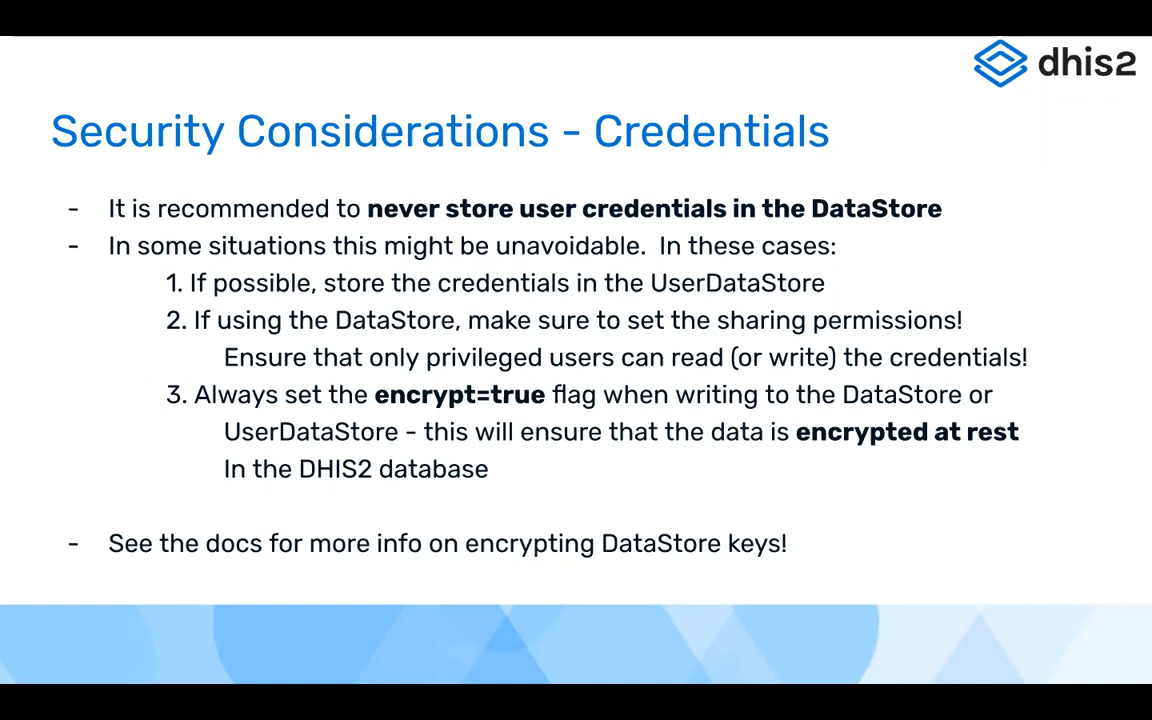 dhis2
Security Considerations - Credentials
- It is recommended to never store user credentials in the DataStore
- In some situations this might be unavoidable.  In these cases:
1. If possible, store the credentials in the UserDataStore
2. If using the DataStore, make sure to set the sharing permissions!
Ensure that only privileged users can read (or write) the credentials!
3. Always set the encrypt=true flag when writing to the DataStore or
UserDataStore - this will ensure that the data is encrypted at rest
In the DHIS2 database
- See the docs for more info on encrypting DataStore keys!